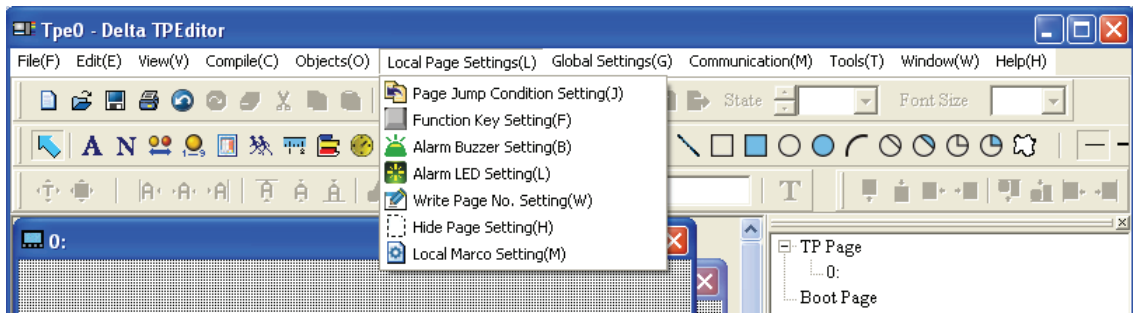 Tpe0 - Delta TPEditor
File(F) Edit(E) View(V) Compile(C) Objects(O) Local Page Settings(L) Global Settings(G) Communication(M) Tools(T) Window(W) Help(H)
Page Jump Condition Setting(J)
State Font Size
Function Key Setting(F)
Alarm Buzzer Setting(B)
Alarm LED Setting(L)
Write Page No. Setting(W)
Hide Page Setting(H)
Local Marco Setting(M)
0:
TP Page
0:
Boot Page